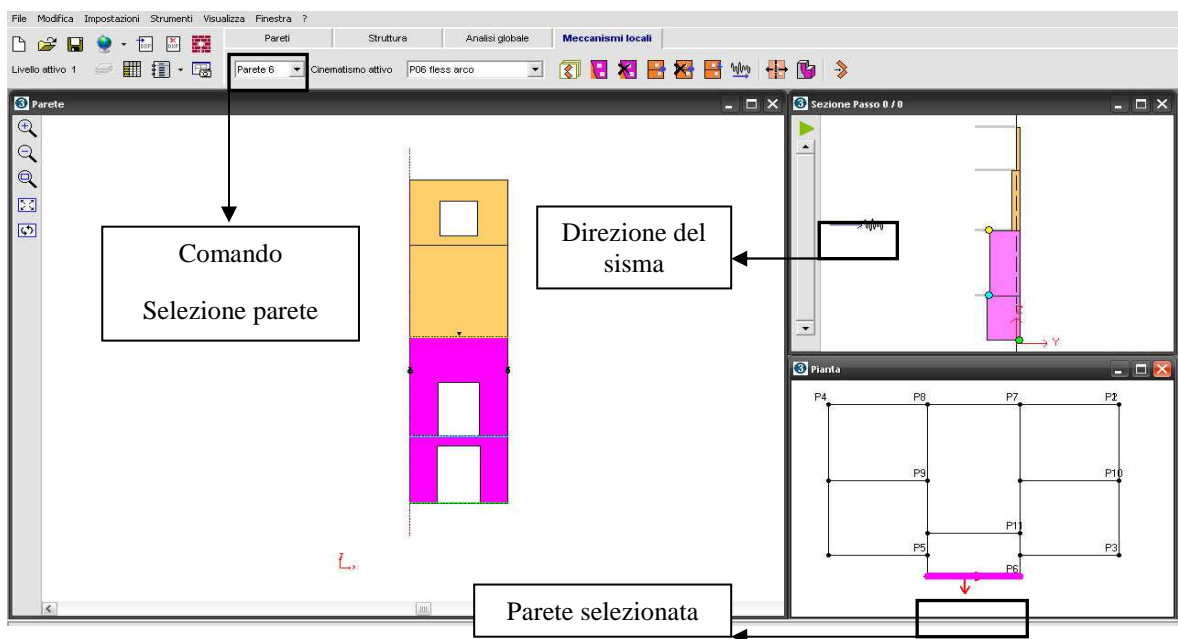 File Modifica Impostazioni Strumenti Visualizza Finestra ?
Pareti Struttura Analisi globale Meccanismi locali
Livello attivo 1 Parete 6 Cinematismo attivo P06 fless arco
Parete
Sezione Passo 0 / 0
Comando
Selezione parete
Direzione del
sisma
Z
Y
Pianta
P4 P8 P7 P2
P9 P10
P11
P5 P3
P6
Z
x
Parete selezionata